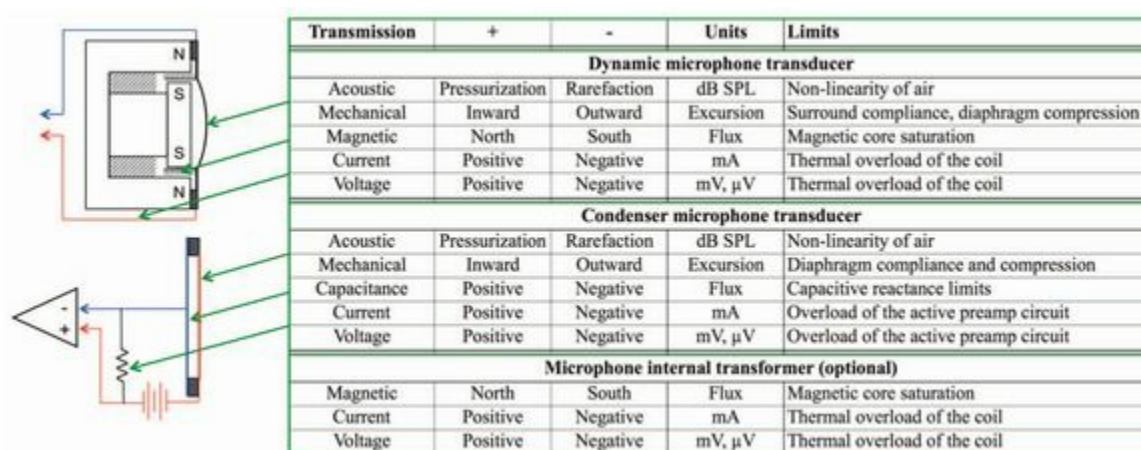 N
S
S
N
-
+
Transmission + - Units Limits
Dynamic microphone transducer
Acoustic Pressurization Rarefaction dB SPL Non-linearity of air
Mechanical Inward Outward Excursion Surround compliance, diaphragm compression
Magnetic North South Flux Magnetic core saturation
Current Positive Negative mA Thermal overload of the coil
Voltage Positive Negative mV, µV Thermal overload of the coil
Condenser microphone transducer
Acoustic Pressurization Rarefaction dB SPL Non-linearity of air
Mechanical Inward Outward Excursion Diaphragm compliance and compression
Capacitance Positive Negative Flux Capacitive reactance limits
Current Positive Negative mA Overload of the active preamp circuit
Voltage Positive Negative mV, µV Overload of the active preamp circuit
Microphone internal transformer (optional)
Magnetic North South Flux Magnetic core saturation
Current Positive Negative mA Thermal overload of the coil
Voltage Positive Negative mV, µV Thermal overload of the coil